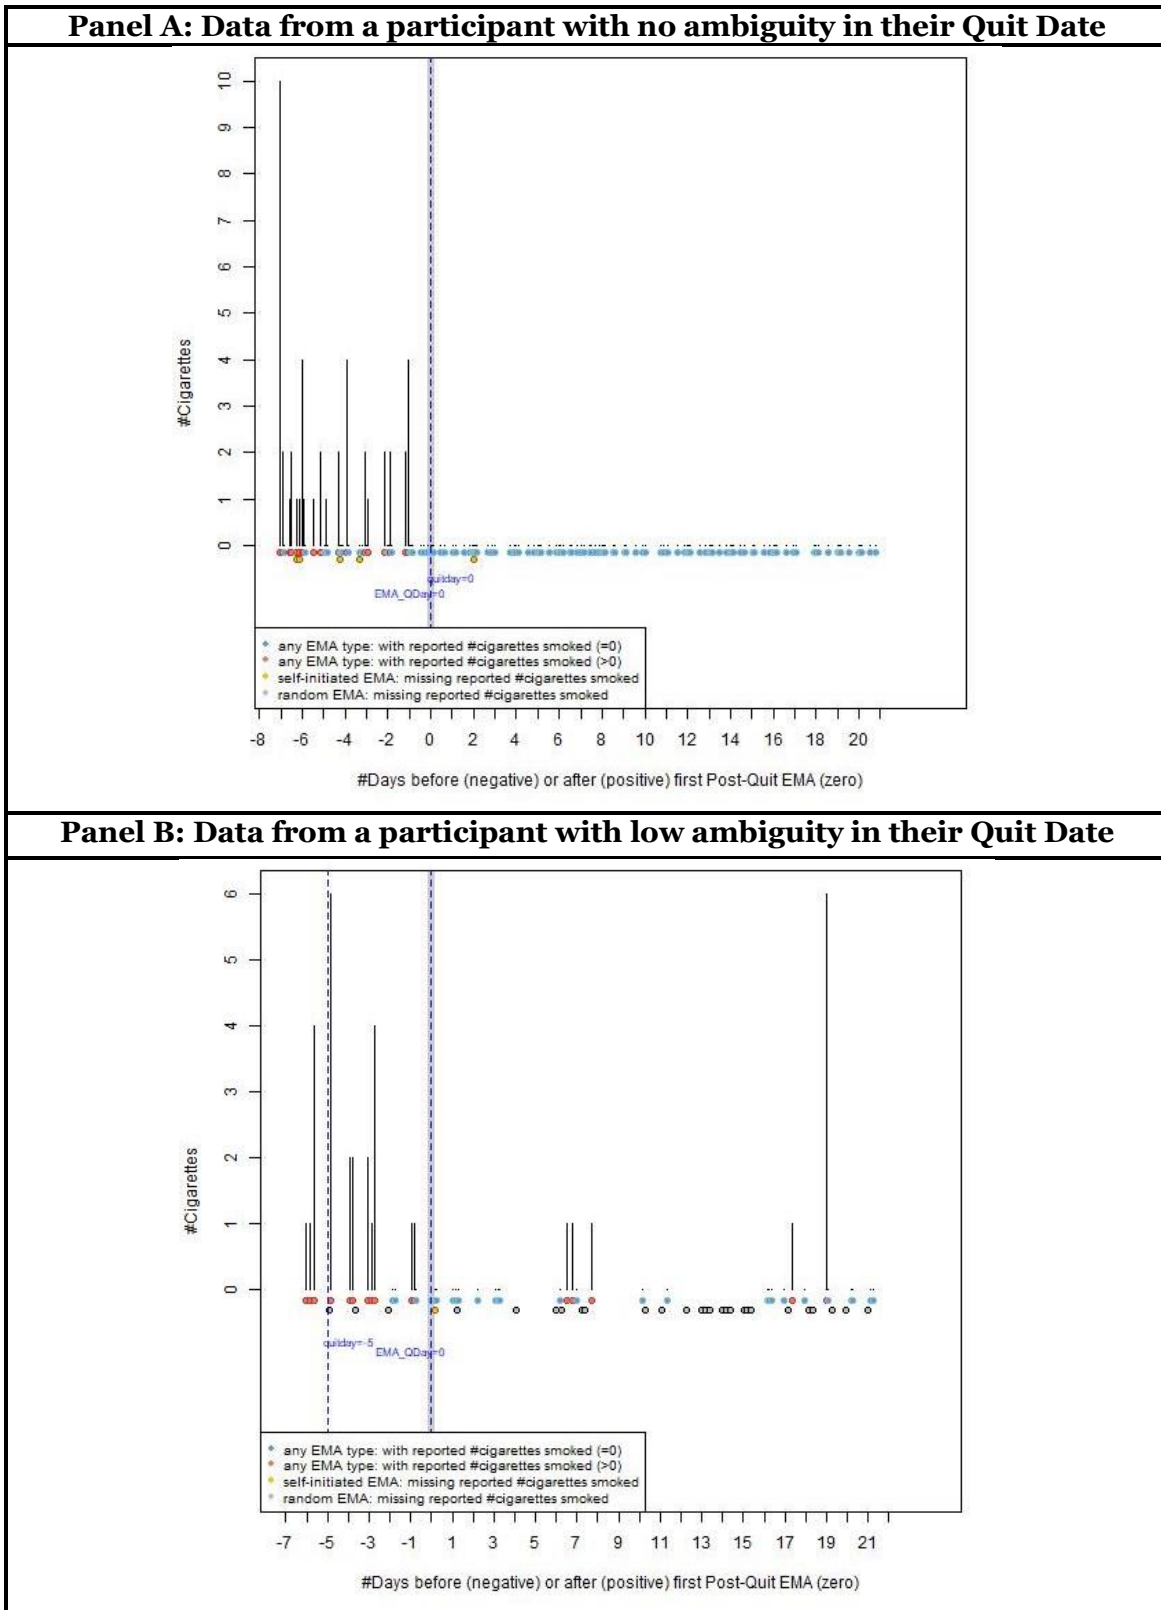 Panel A: Data from a participant with no ambiguity in their Quit Date
10
9
8
7
6
5
4
3
2
1
0
#Cigarettes
quitday=0
EMA_QDay=0
any EMA type: with reported #cigarettes smoked (=0)
any EMA type: with reported #cigarettes smoked (>0)
self-initiated EMA: missing reported #cigarettes smoked
random EMA: missing reported #cigarettes smoked
-8 -6 -4 -2 0 2 4 6 8 10 12 14 16 18 20
#Days before (negative) or after (positive) first Post-Quit EMA (zero)
Panel B: Data from a participant with low ambiguity in their Quit Date
6
5
4
3
2
1
0
#Cigarettes
quitday=-5
EMA_QDay=0
any EMA type: with reported #cigarettes smoked (=0)
any EMA type: with reported #cigarettes smoked (>0)
self-initiated EMA: missing reported #cigarettes smoked
random EMA: missing reported #cigarettes smoked
-7 -5 -3 -1 1 3 5 7 9 11 13 15 17 19 21
#Days before (negative) or after (positive) first Post-Quit EMA (zero)